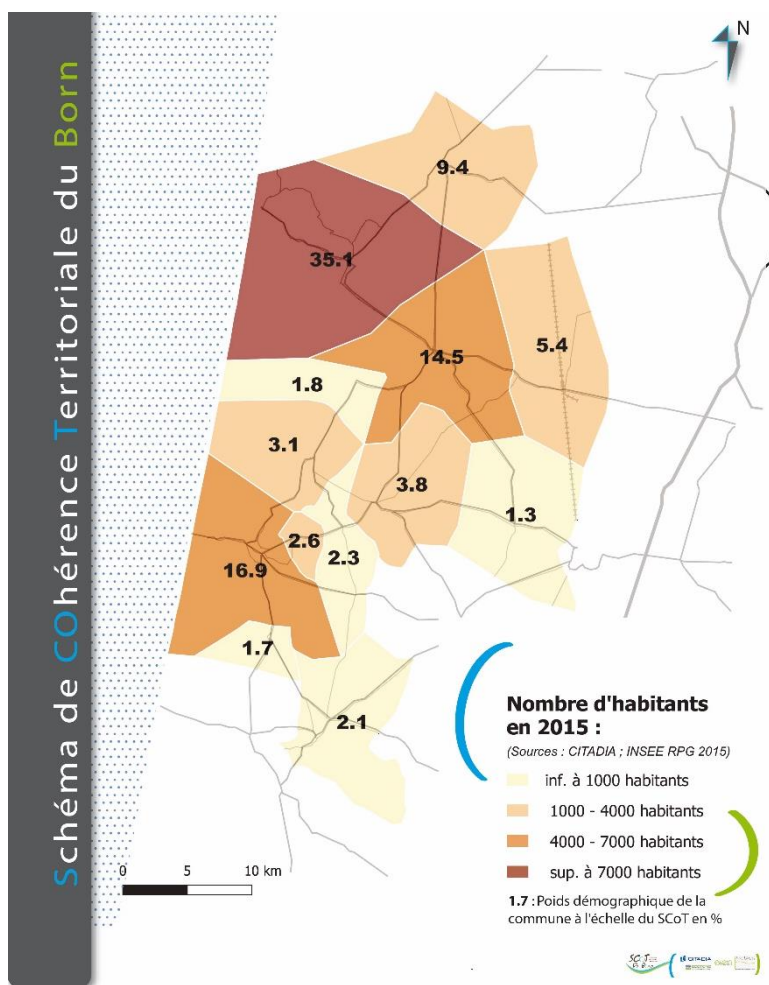 Schéma de COhérence Territoriale du Born
N
9.4
35.1
14.5
5.4
1.8
3.1
3.8
1.3
2.6
2.3
16.9
1.7
2.1
Nombre d'habitants
en 2015 :
(Sources : CITADIA ; INSEE RPG 2015)
inf. à 1000 habitants
1000 - 4000 habitants
4000 - 7000 habitants
sup. à 7000 habitants
1.7 : Poids démographique de la
commune à l'échelle du SCoT en %
0 5 10 km
CITADIA